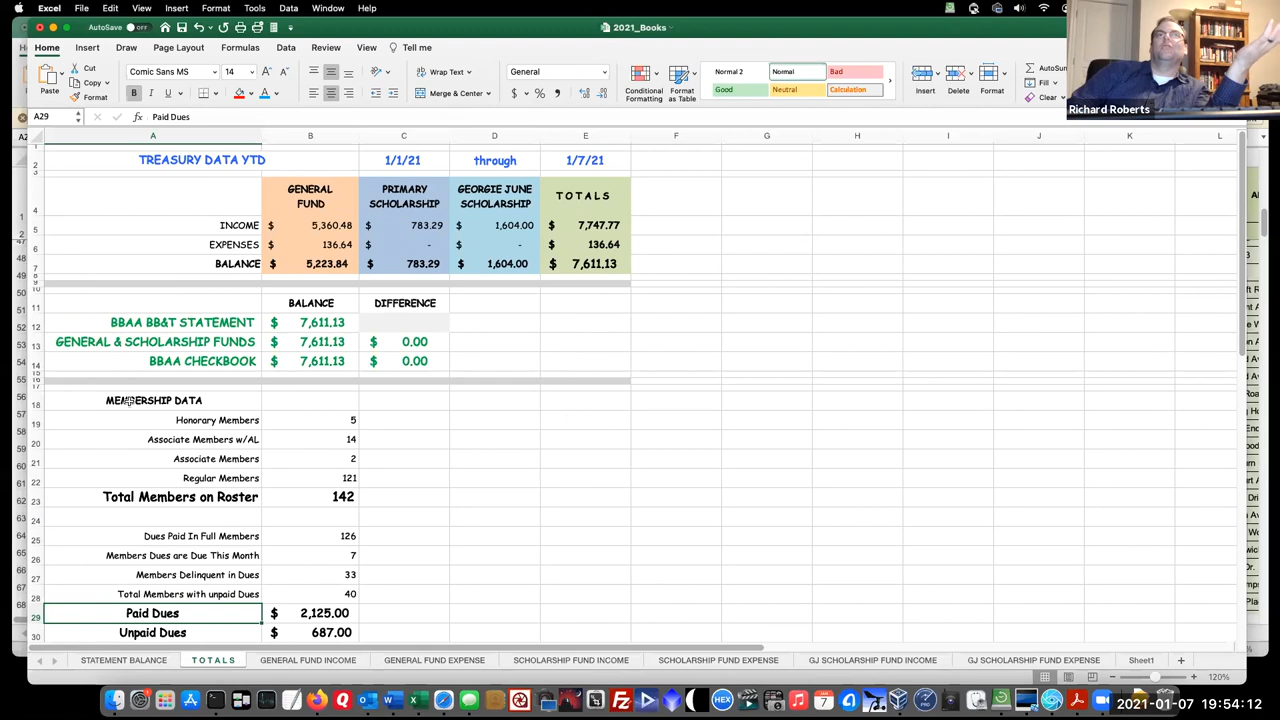 Excel File Edit View Insert Format Tools Data Window Help
AutoSave OFF 2021_Books
Home Insert Draw Page Layout Formulas Data Review View Tell me
Paste Cut Copy Format
Comic Sans MS 14
B I U
Wrap Text
Merge & Center
General
Conditional Formatting
Format as Table
Normal 2 Normal Bad
Good Neutral Calculation
Insert Delete Format
Fill
Clear
Richard Roberts
A29 fx Paid Dues
A B C D E F G H I J K L
TREASURY DATA YTD 1/1/21 through 1/7/21
GENERAL FUND PRIMARY SCHOLARSHIP GEORGIE JUNE SCHOLARSHIP T O T A L S
INCOME $ 5,360.48 $ 783.29 $ 1,604.00 $ 7,747.77
EXPENSES $ 136.64 $ - $ - $ 136.64
BALANCE $ 5,223.84 $ 783.29 $ 1,604.00 $ 7,611.13
BALANCE DIFFERENCE
BBAA BB&T STATEMENT $ 7,611.13
GENERAL & SCHOLARSHIP FUNDS $ 7,611.13 $ 0.00
BBAA CHECKBOOK $ 7,611.13 $ 0.00
MEMBERSHIP DATA
Honorary Members 5
Associate Members w/AL 14
Associate Members 2
Regular Members 121
Total Members on Roster 142
Dues Paid In Full Members 126
Members Dues are Due This Month 7
Members Delinquent in Dues 33
Total Members with unpaid Dues 40
Paid Dues $ 2,125.00
Unpaid Dues $ 687.00
STATEMENT BALANCE T O T A L S GENERAL FUND INCOME GENERAL FUND EXPENSE SCHOLARSHIP FUND INCOME SCHOLARSHIP FUND EXPENSE GJ SCHOLARSHIP FUND INCOME GJ SCHOLARSHIP FUND EXPENSE Sheet1
120%
2021-01-07 19:54:12